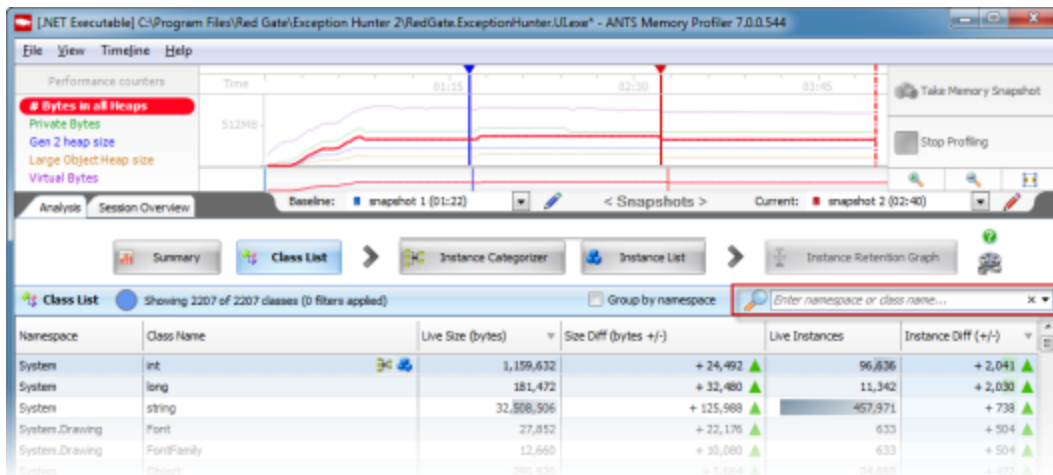 [.NET Executable] C:\Program Files\Red Gate\Exception Hunter 2\RedGate.ExceptionHunter.UI.exe* - ANTS Memory Profiler 7.0.0.544
File View Timeline Help
Performance counters
# Bytes in all Heaps
Private Bytes
Gen 2 heap size
Large Object Heap size
Virtual Bytes
Time 01:15 02:30 03:45
512MB
Take Memory Snapshot
Stop Profiling
Analysis Session Overview
Baseline: snapshot 1 (01:22) < Snapshots > Current: snapshot 2 (02:40)
Summary Class List Instance Categorizer Instance List Instance Retention Graph
Class List Showing 2207 of 2207 classes (0 filters applied) Group by namespace Enter namespace or class name...
Namespace Class Name Live Size (bytes) Size Diff (bytes +/-) Live Instances Instance Diff (+/-)
System int 1,159,632 + 24,492 96,636 + 2,041
System long 181,472 + 32,480 11,342 + 2,030
System string 32,508,506 + 125,988 457,971 + 738
System.Drawing Font 27,852 + 22,176 633 + 504
System.Drawing FontFamily 12,660 + 10,080 633 + 504
System Object